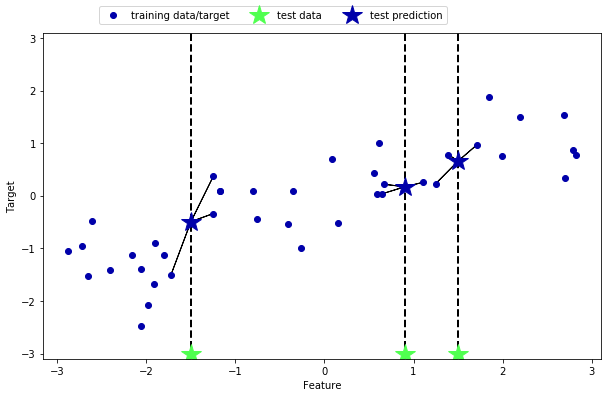 training data/target test data test prediction
3
2
1
0
−1
−2
−3
Target
−3 −2 −1 0 1 2 3
Feature